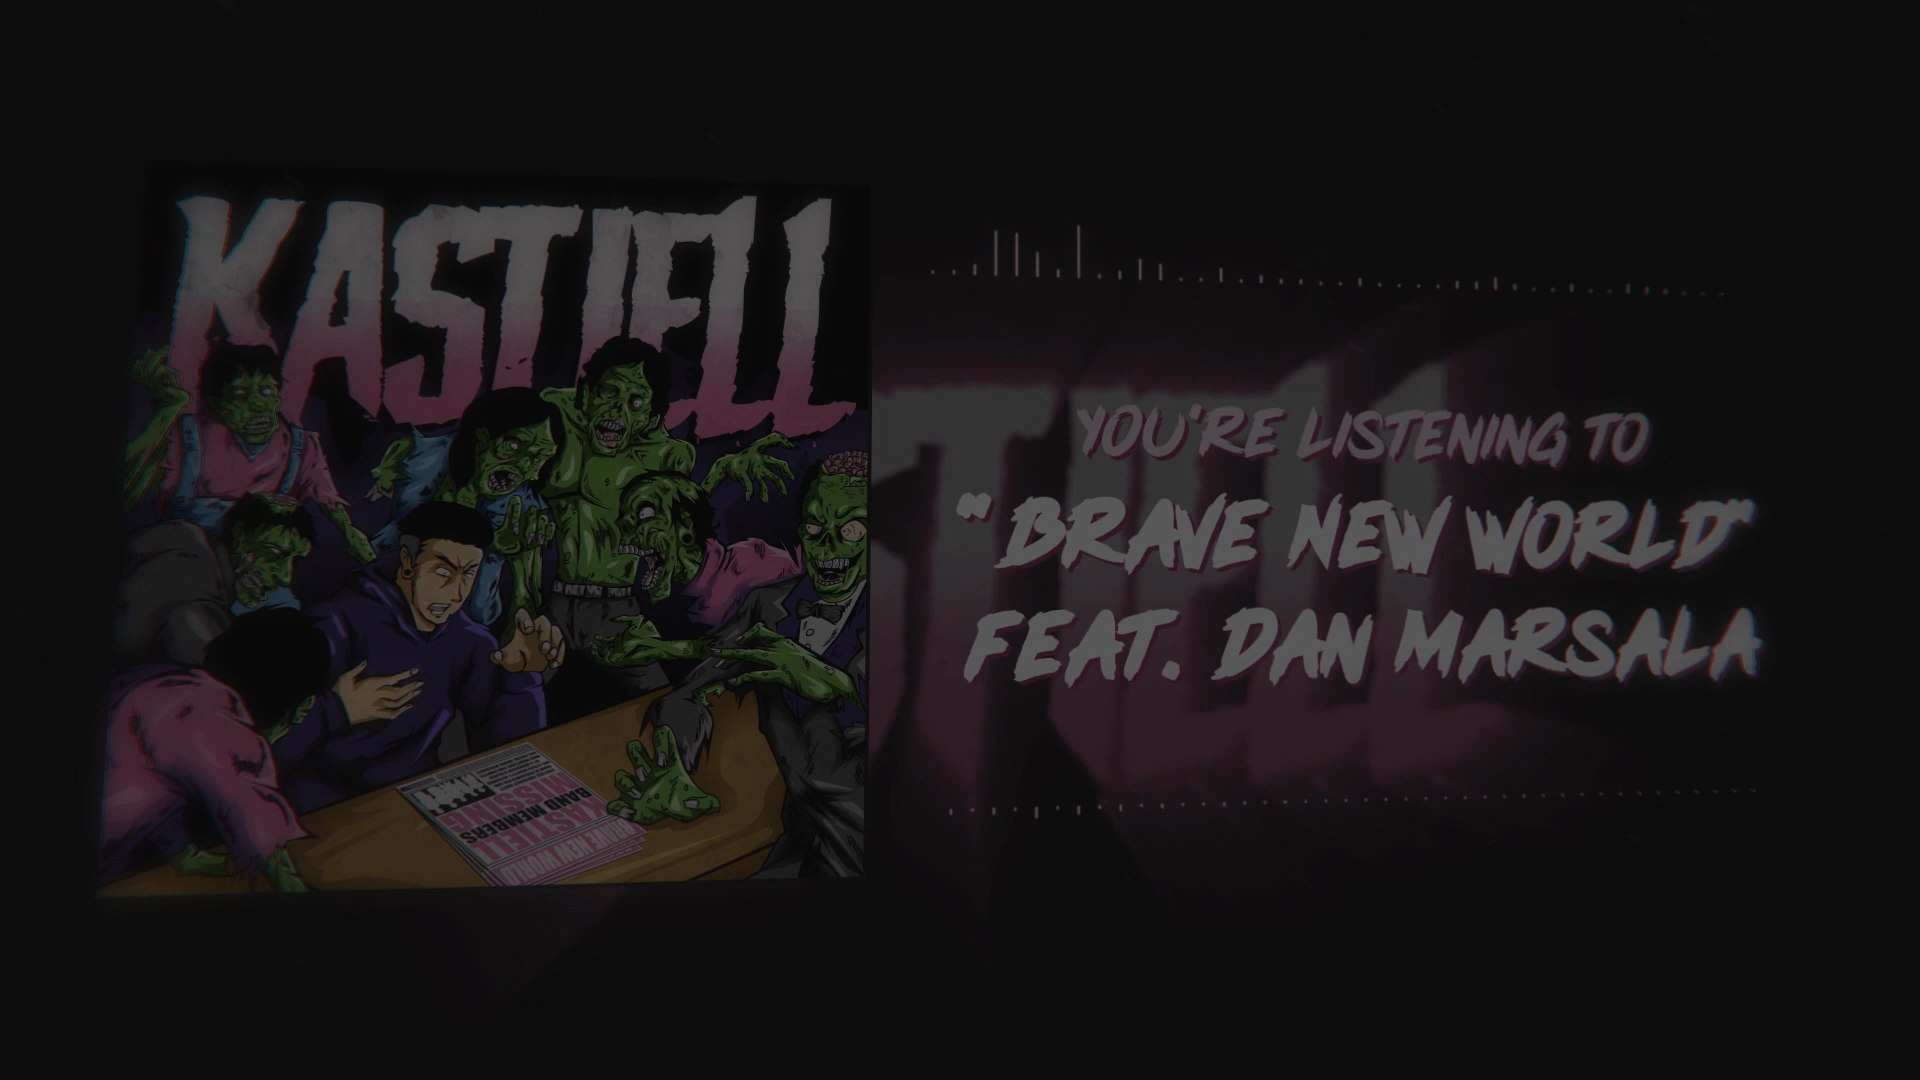 KASTIELL
YOU'RE LISTENING TO
"BRAVE NEW WORLD"
FEAT. DAN MARSALA
BRAVE NEW WORLD
KASTIELL
BAND MEMBERS
MISSING